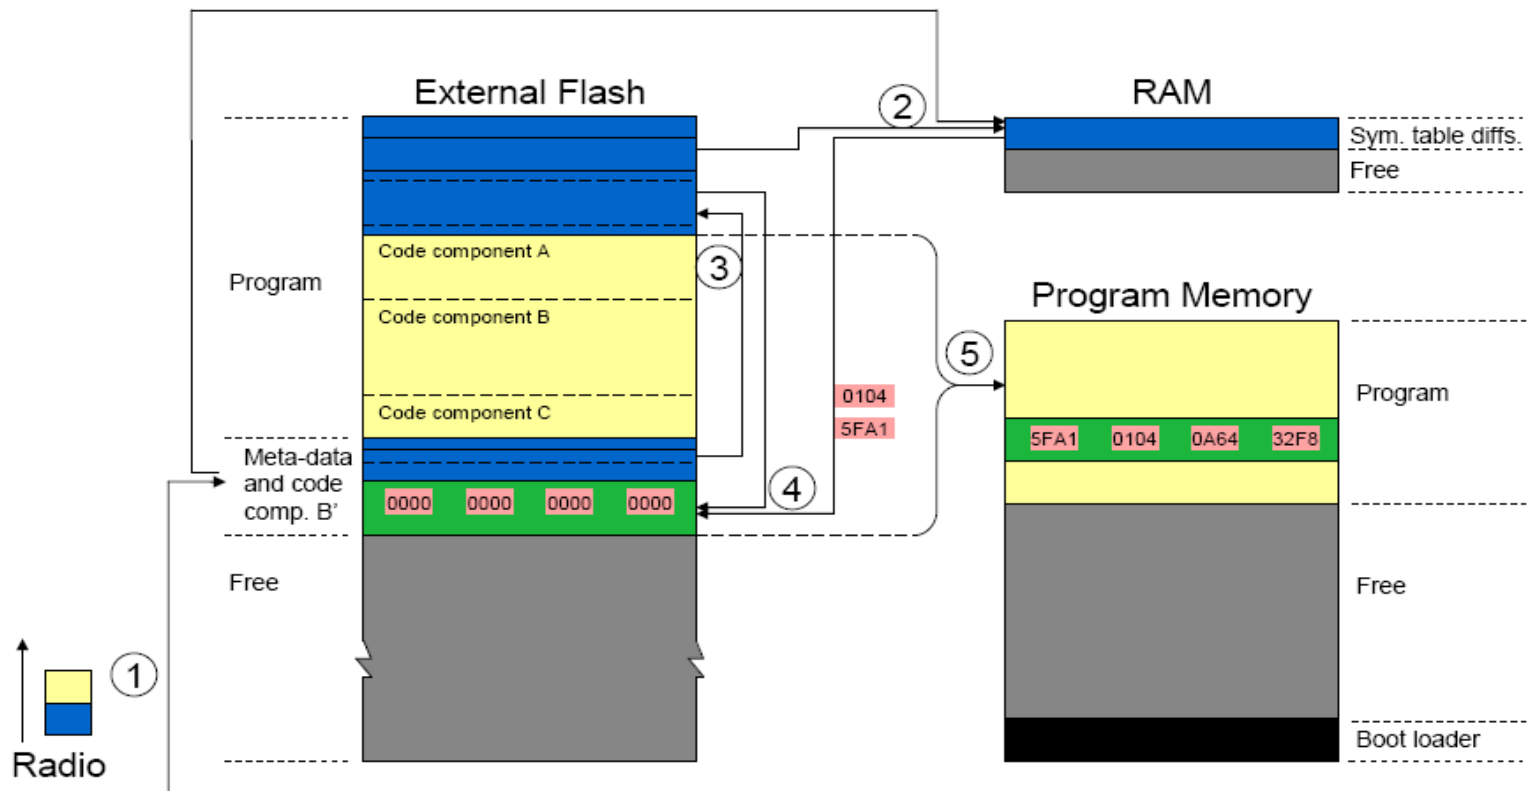 External Flash
2
RAM
Sym. table diffs.
Free
Program
Code component A
3
Code component B
Code component C
Program Memory
5
0104
5FA1
Program
5FA1 0104 0A64 32F8
Meta-data
and code
comp. B’
0000 0000 0000 0000
4
Free
Free
1
Radio
Boot loader